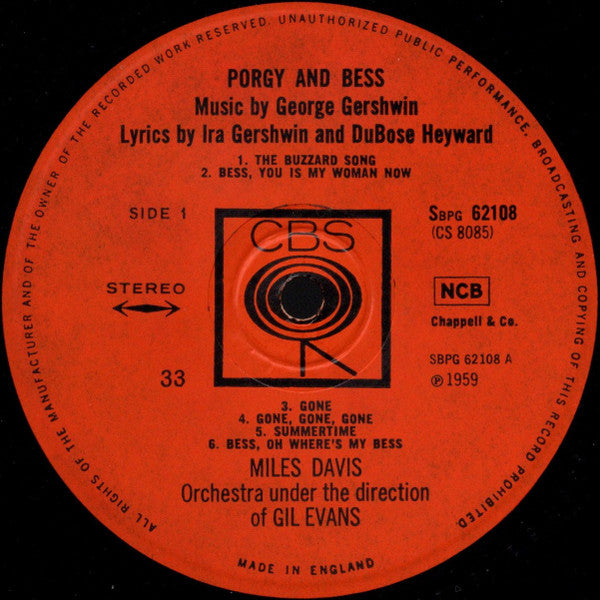 ALL RIGHTS OF THE MANUFACTURER AND OF THE OWNER OF THE RECORDED WORK RESERVED. UNAUTHORIZED PUBLIC PERFORMANCE, BROADCASTING AND COPYING OF THIS RECORD PROHIBITED.
PORGY AND BESS
Music by George Gershwin
Lyrics by Ira Gershwin and DuBose Heyward
1. THE BUZZARD SONG
2. BESS, YOU IS MY WOMAN NOW
SIDE 1
CBS
SBPG 62108
(CS 8085)
STEREO
NCB
Chappell & Co.
33
SBPG 62108 A
℗ 1959
3. GONE
4. GONE, GONE, GONE
5. SUMMERTIME
6. BESS, OH WHERE'S MY BESS
MILES DAVIS
Orchestra under the direction
of GIL EVANS
MADE IN ENGLAND